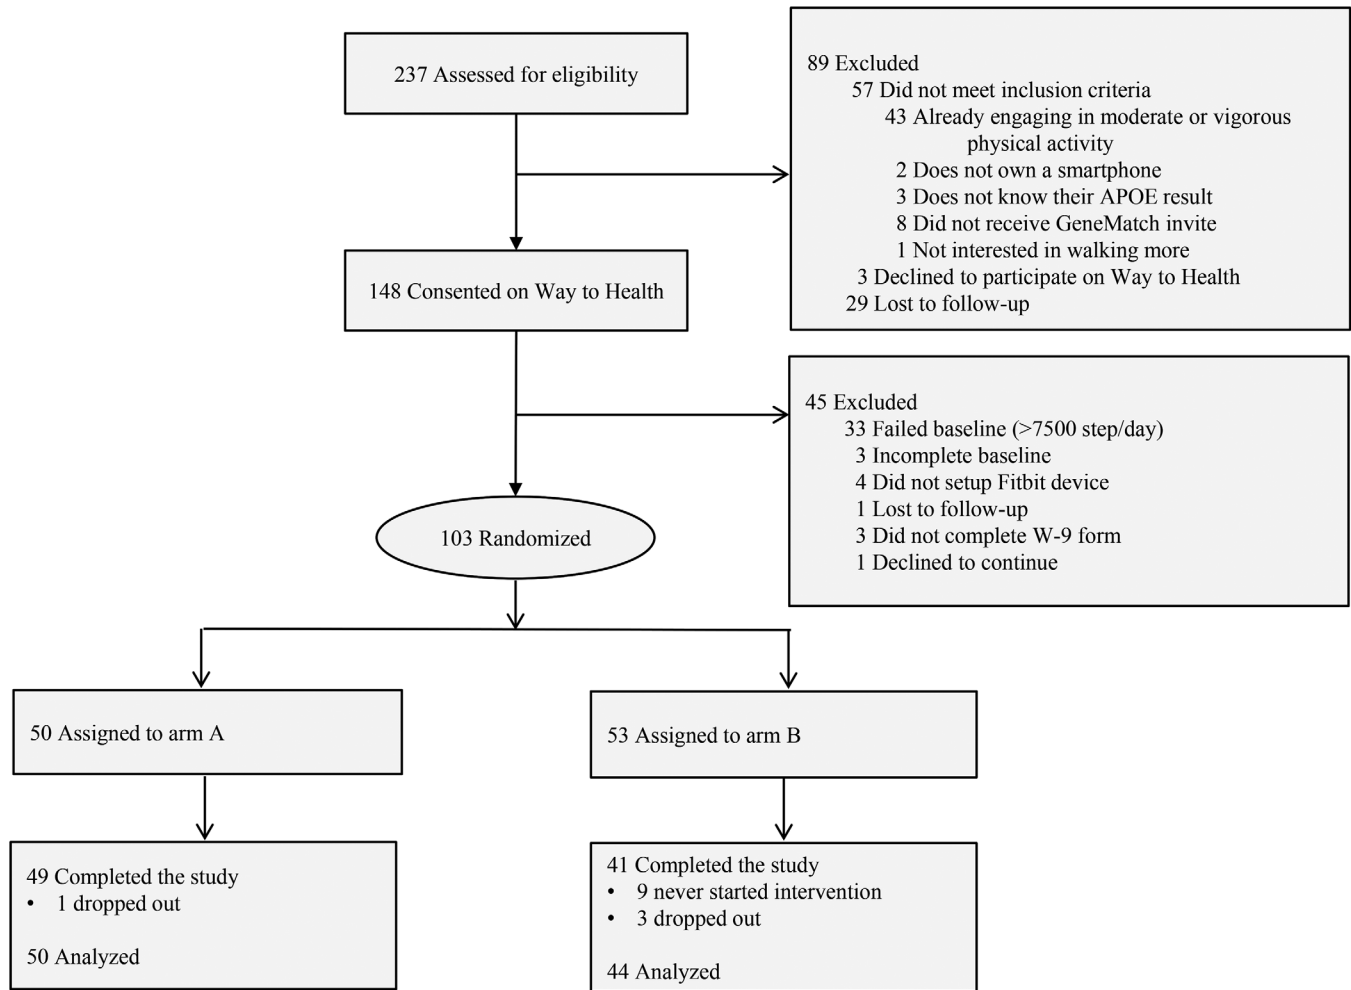 237 Assessed for eligibility
89 Excluded
57 Did not meet inclusion criteria
43 Already engaging in moderate or vigorous
physical activity
2 Does not own a smartphone
3 Does not know their APOE result
8 Did not receive GeneMatch invite
1 Not interested in walking more
3 Declined to participate on Way to Health
29 Lost to follow-up
148 Consented on Way to Health
45 Excluded
33 Failed baseline (>7500 step/day)
3 Incomplete baseline
4 Did not setup Fitbit device
1 Lost to follow-up
3 Did not complete W-9 form
1 Declined to continue
103 Randomized
50 Assigned to arm A
53 Assigned to arm B
49 Completed the study
• 1 dropped out
50 Analyzed
41 Completed the study
• 9 never started intervention
• 3 dropped out
44 Analyzed